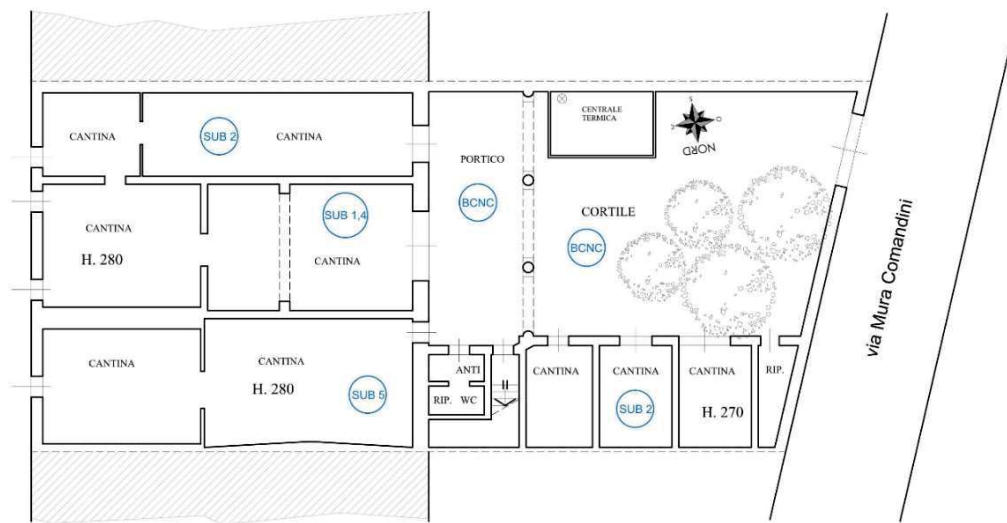 CENTRALE
TERMICA
S
O
E
NORD
CANTINA
SUB 2
CANTINA
PORTICO
BCNC
CORTILE
BCNC
SUB 1,4
CANTINA
H. 280
CANTINA
via Mura Comandini
CANTINA
CANTINA
H. 280
SUB 5
ANTI
RIP. WC
CANTINA
CANTINA
SUB 2
CANTINA
H. 270
RIP.